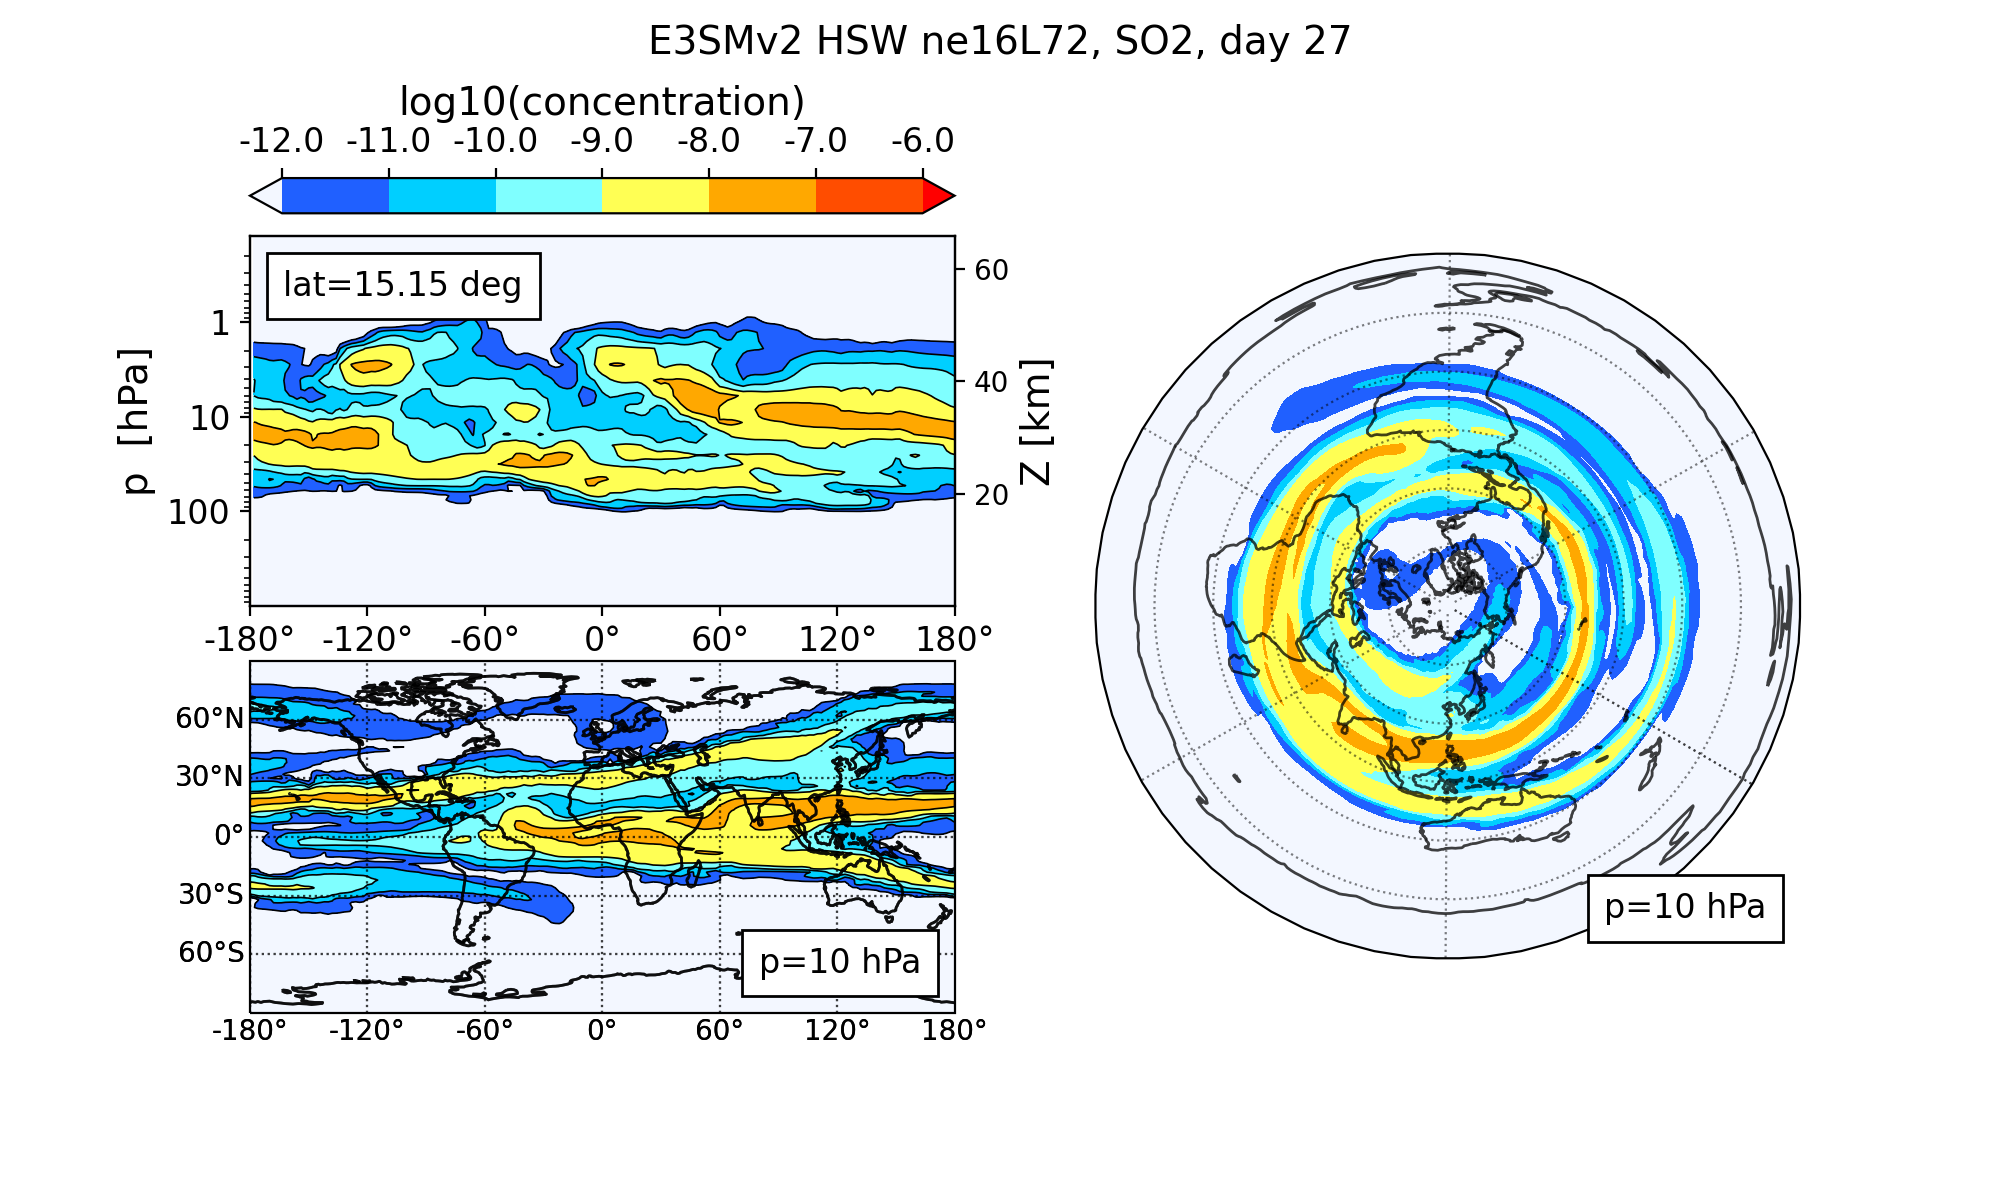 E3SMv2 HSW ne16L72, SO2, day 27
log10(concentration)
-12.0 -11.0 -10.0 -9.0 -8.0 -7.0 -6.0
lat=15.15 deg
p [hPa]
1
10
100
60
40
20
Z [km]
-180° -120° -60° 0° 60° 120° 180°
60°N
30°N
0°
30°S
60°S
p=10 hPa
-180° -120° -60° 0° 60° 120° 180°
p=10 hPa